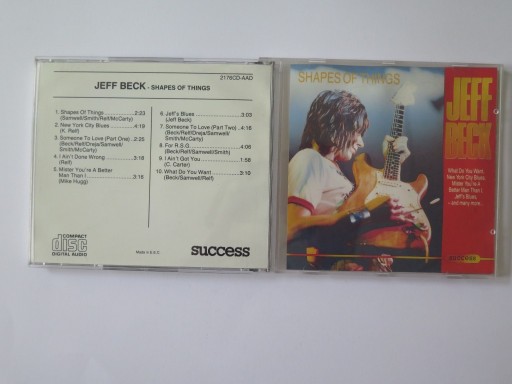 2176CD-AAD
JEFF BECK - SHAPES OF THINGS
1. Shapes Of Things 2:23
(Samwell/Smith/Relf/McCarty)
2. New York City Blues 4:19
(K. Relf)
3. Someone To Love (Part One) 2:25
(Beck/Relf/Dreja/Samwell/
Smith/McCarty)
4. I Ain't Done Wrong 3:18
(Relf)
5. Mister You're A Better
Man Than I 3:16
(Mike Hugg)
6. Jeff's Blues 3:03
(Jeff Beck)
7. Someone To Love (Part Two) 4:18
(Beck/Relf/Dreja/Samwell/
Smith/McCarty)
8. For R.S.G. 4:06
(Beck/Samwell/Relf/Smith)
9. I Ain't Got You 1:58
(C. Carter)
10. What Do You Want 3:10
(Beck/Samwell/Relf)
COMPACT
disc
DIGITAL AUDIO
Made in E.E.C.
success
SHAPES OF THINGS
JEFF
BECK
What Do You Want,
New York City Blues,
Mister You're A
Better Man Than I
Jeff's Blues,
- and many more...
success